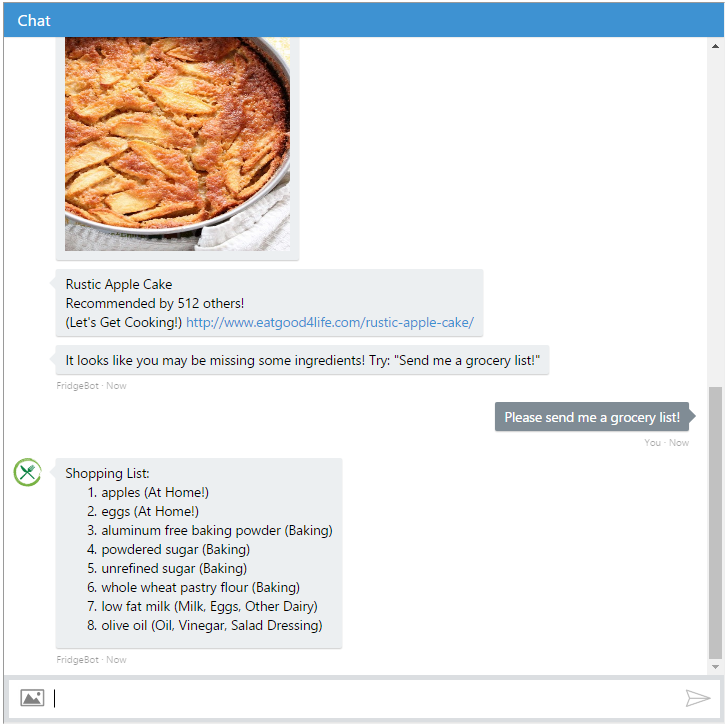 Chat
Rustic Apple Cake
Recommended by 512 others!
(Let's Get Cooking!) http://www.eatgood4life.com/rustic-apple-cake/
It looks like you may be missing some ingredients! Try: "Send me a grocery list!"
FridgeBot · Now
Please send me a grocery list!
You · Now
Shopping List:
1. apples (At Home!)
2. eggs (At Home!)
3. aluminum free baking powder (Baking)
4. powdered sugar (Baking)
5. unrefined sugar (Baking)
6. whole wheat pastry flour (Baking)
7. low fat milk (Milk, Eggs, Other Dairy)
8. olive oil (Oil, Vinegar, Salad Dressing)
FridgeBot · Now